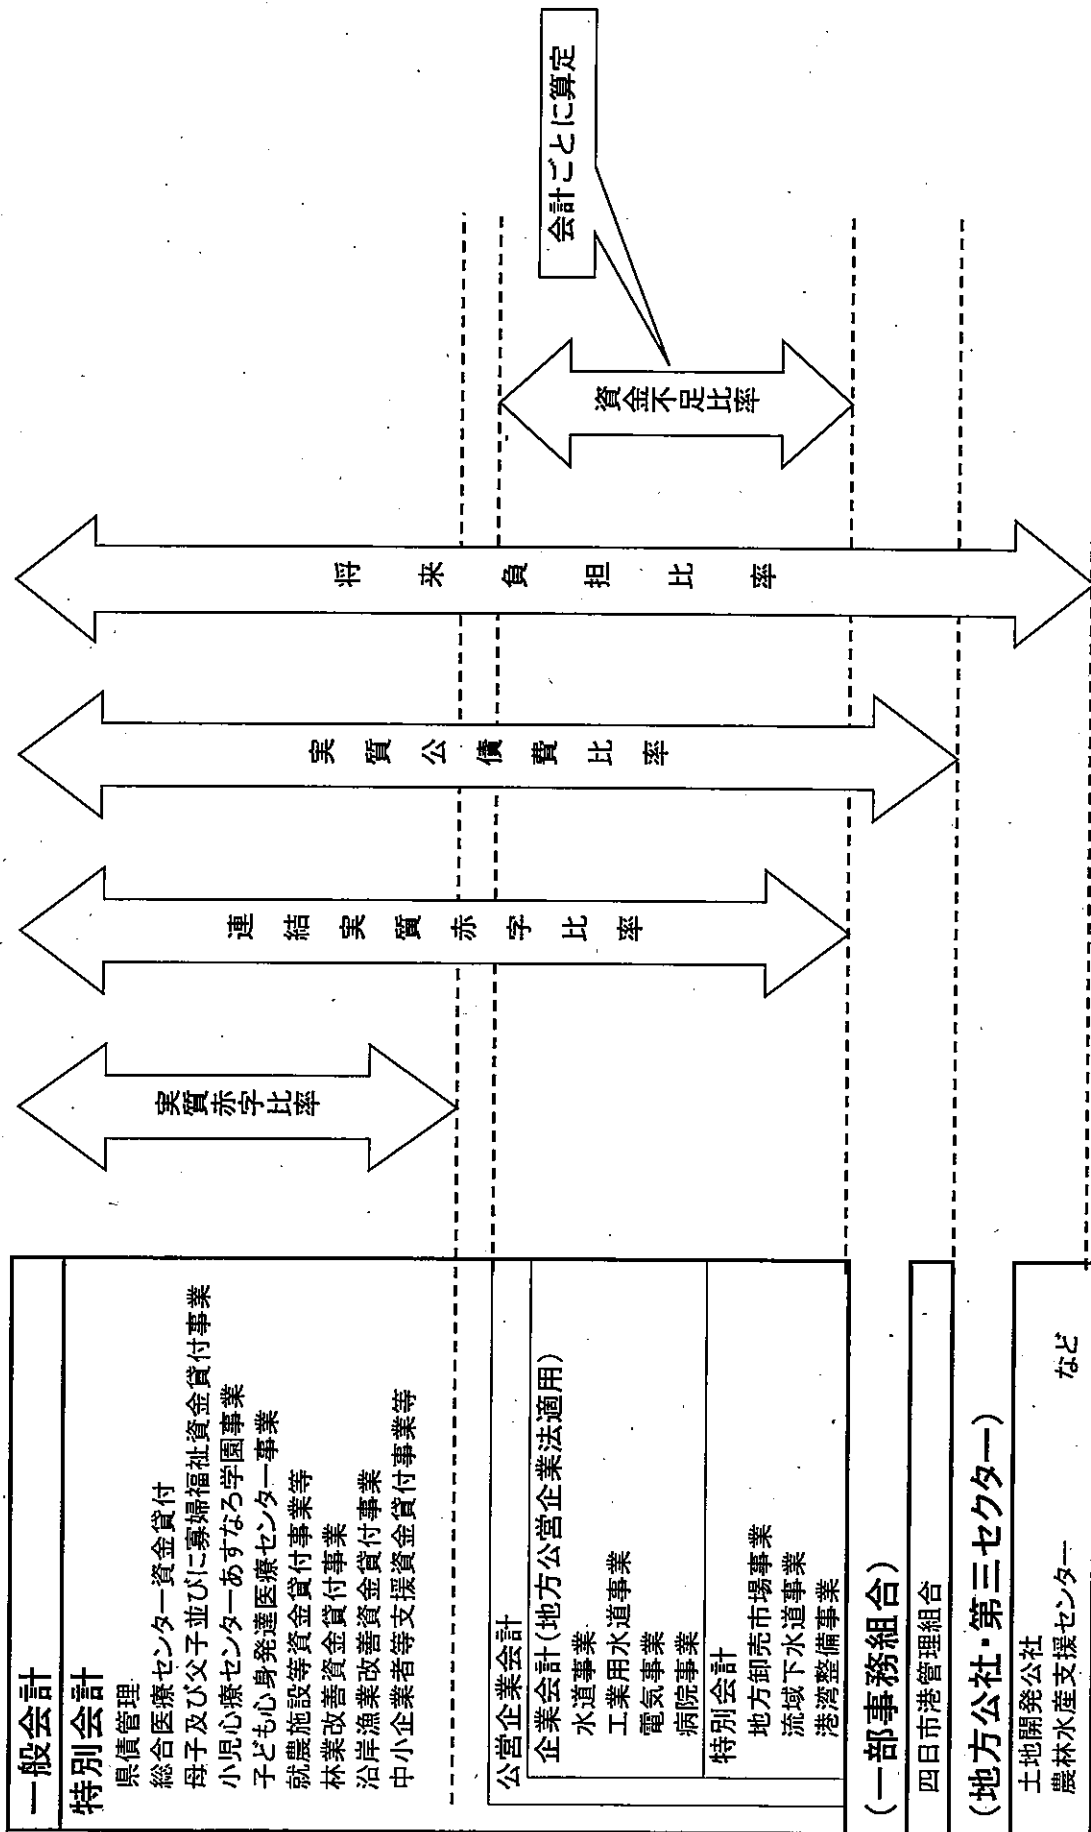 一般会計
特別会計
県債管理
総合医療センター資金貸付
母子及び父子並びに寡婦福祉資金貸付事業
小児心療センターあすなろ学園事業
子ども心身発達医療センター事業
就農施設等資金貸付事業等
林業改善資金貸付事業
沿岸漁業改善資金貸付事業
中小企業者等支援資金貸付事業等
公営企業会計
企業会計(地方公営企業法適用)
水道事業
工業用水道事業
電気事業
病院事業
特別会計
地方卸売市場事業
流域下水道事業
港湾整備事業
(一部事務組合)
四日市港管理組合
(地方公社・第三セクター)
土地開発公社
農林水産支援センター など
実質赤字比率
連結実質赤字比率
実質公債費比率
将来負担比率
資金不足比率
会計ごとに算定